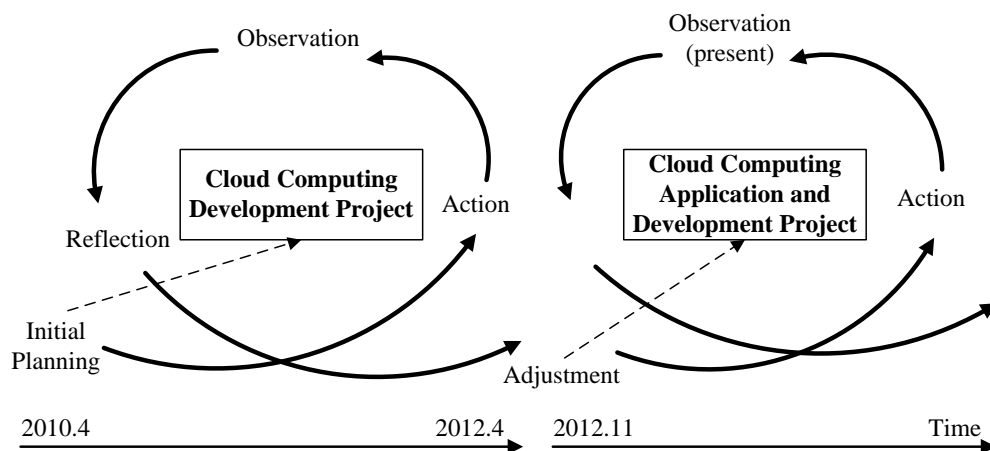 Observation
Cloud Computing
Development Project
Action
Reflection
Initial
Planning
2010.4
2012.4
Observation
(present)
Cloud Computing
Application and
Development Project
Action
Adjustment
2012.11
Time